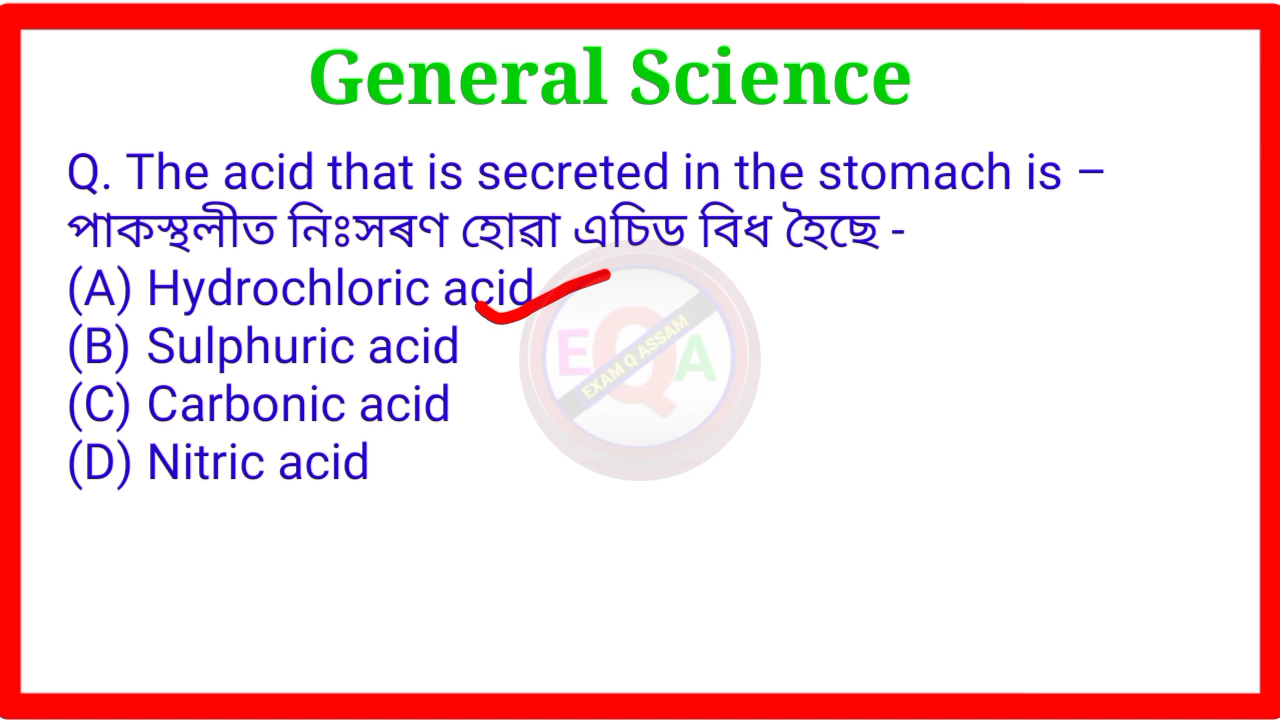 General Science
Q. The acid that is secreted in the stomach is –
পাকস্থলীত নিঃসৰণ হোৱা এচিড বিধ হৈছে -
(A) Hydrochloric acid
(B) Sulphuric acid
(C) Carbonic acid
(D) Nitric acid
EQA
EXAM Q ASSAM